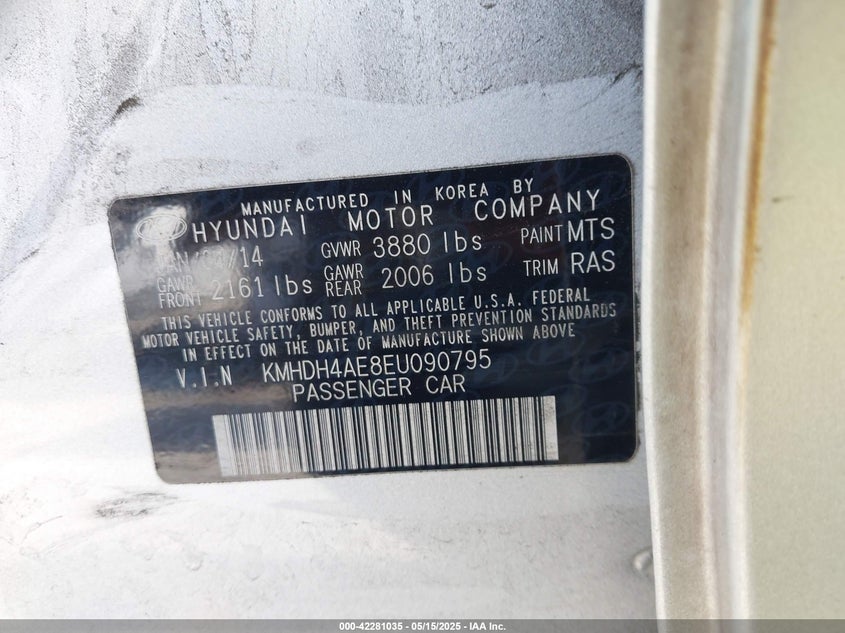 MANUFACTURED IN KOREA BY
HYUNDAI MOTOR COMPANY
/14 GVWR 3880 lbs PAINT MTS
GAWR FRONT 2161 lbs GAWR REAR 2006 lbs TRIM RAS
THIS VEHICLE CONFORMS TO ALL APPLICABLE U.S.A. FEDERAL
MOTOR VEHICLE SAFETY, BUMPER, AND THEFT PREVENTION STANDARDS
IN EFFECT ON THE DATE OF MANUFACTURE SHOWN ABOVE
V.I.N KMHDH4AE8EU090795
PASSENGER CAR
000-42281035 - 05/15/2025 - IAA Inc.